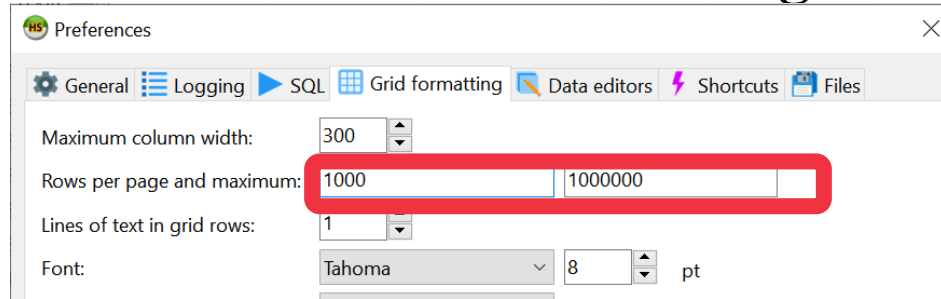 HS Preferences
General Logging SQL Grid formatting Data editors Shortcuts Files
Maximum column width: 300
Rows per page and maximum: 1000 1000000
Lines of text in grid rows: 1
Font: Tahoma 8 pt